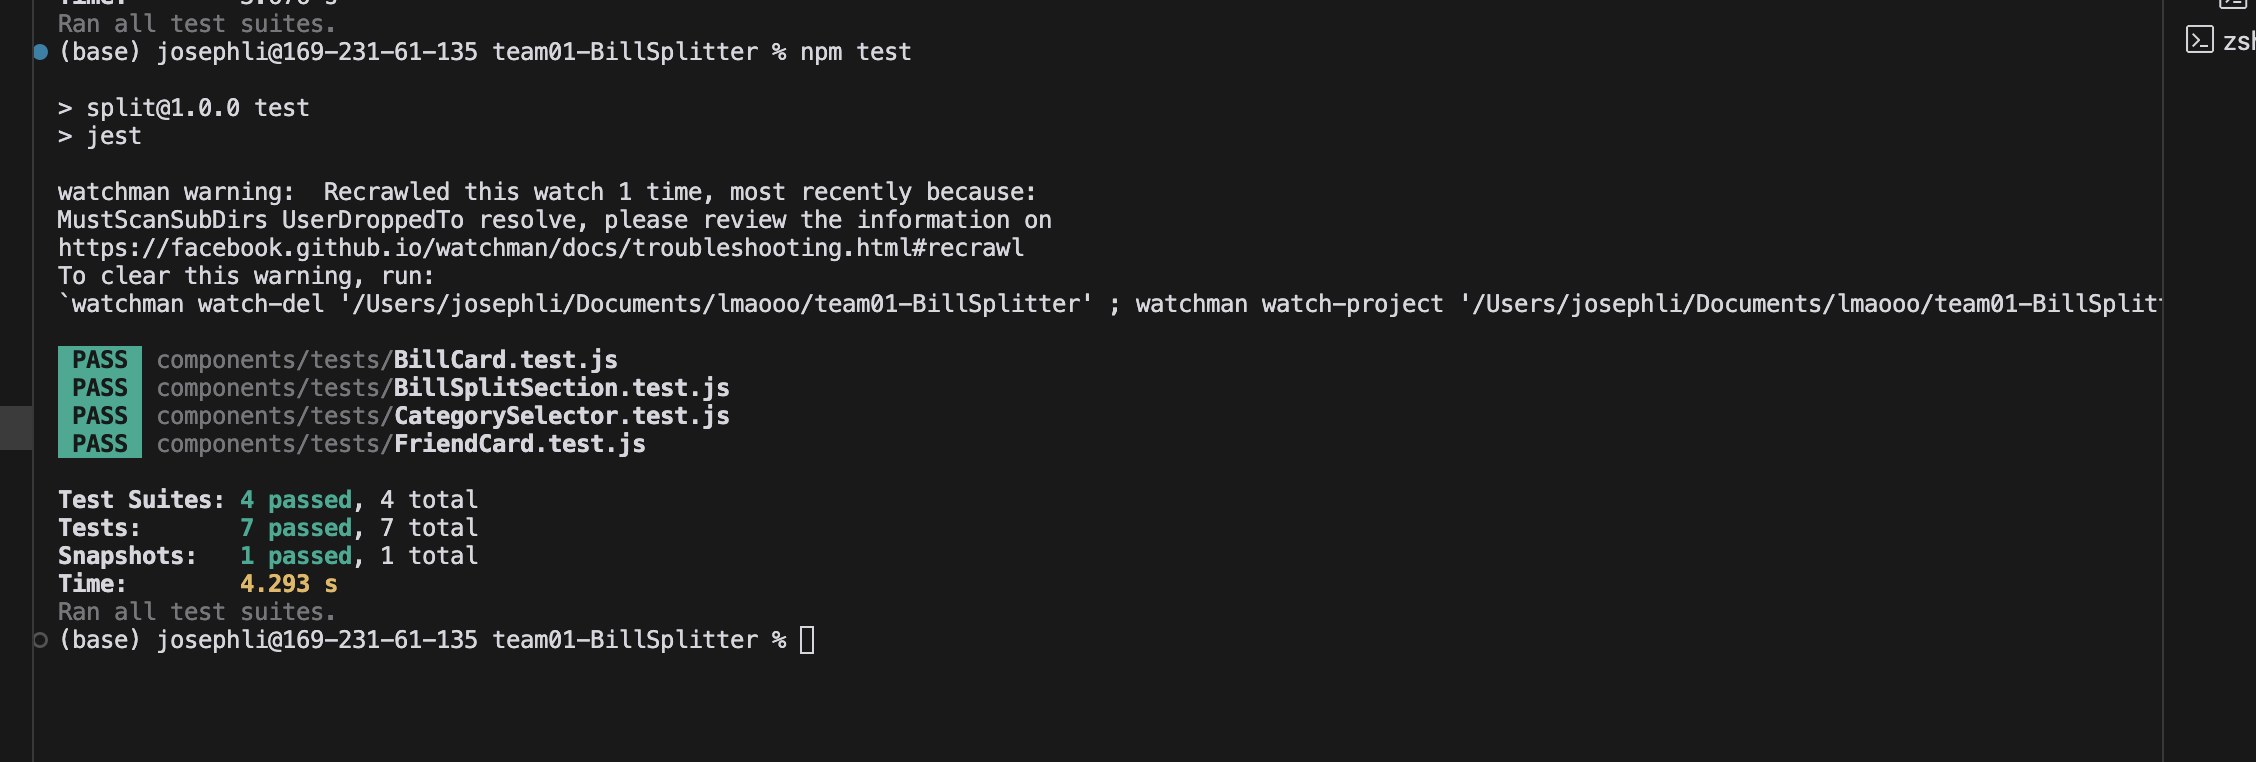 Ran all test suites.
(base) josephli@169-231-61-135 team01-BillSplitter % npm test
> split@1.0.0 test
> jest
watchman warning:  Recrawled this watch 1 time, most recently because:
MustScanSubDirs UserDroppedTo resolve, please review the information on
https://facebook.github.io/watchman/docs/troubleshooting.html#recrawl
To clear this warning, run:
`watchman watch-del '/Users/josephli/Documents/lmaooo/team01-BillSplitter' ; watchman watch-project '/Users/josephli/Documents/lmaooo/team01-BillSplit
PASS components/tests/BillCard.test.js
PASS components/tests/BillSplitSection.test.js
PASS components/tests/CategorySelector.test.js
PASS components/tests/FriendCard.test.js
Test Suites: 4 passed, 4 total
Tests:       7 passed, 7 total
Snapshots:   1 passed, 1 total
Time:        4.293 s
Ran all test suites.
(base) josephli@169-231-61-135 team01-BillSplitter %